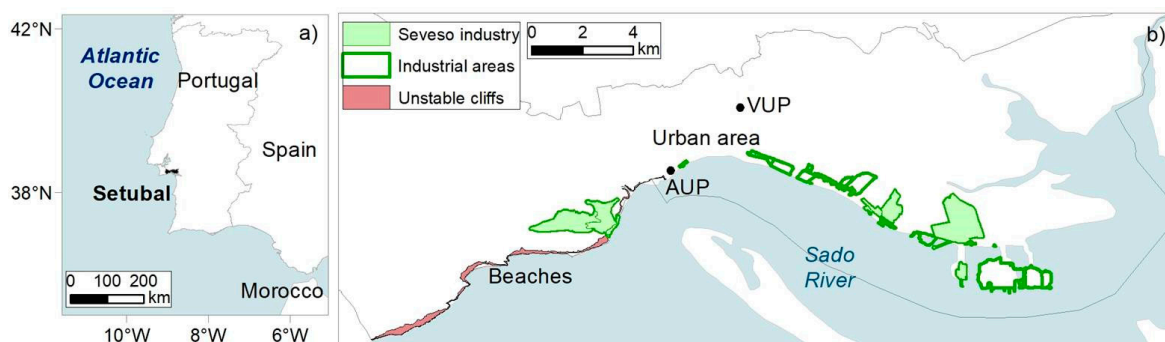 42°N
a)
Atlantic
Ocean
Portugal
Spain
Setubal
38°N
0 100 200
km
Morocco
10°W 8°W 6°W
Seveso industry
Industrial areas
Unstable cliffs
0 2 4
km
b)
VUP
Urban area
AUP
Beaches
Sado
River